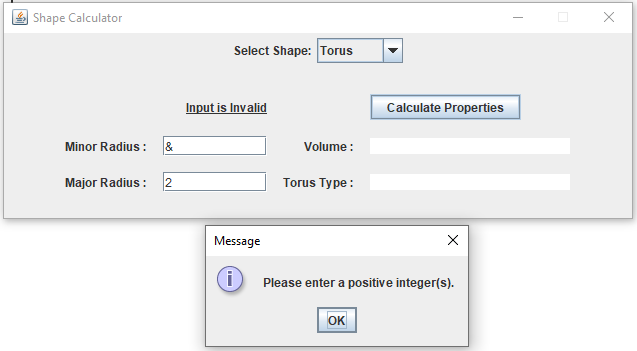 Shape Calculator
Select Shape: Torus
Input is Invalid Calculate Properties
Minor Radius : & Volume :
Major Radius : 2 Torus Type :
Message
i Please enter a positive integer(s).
OK